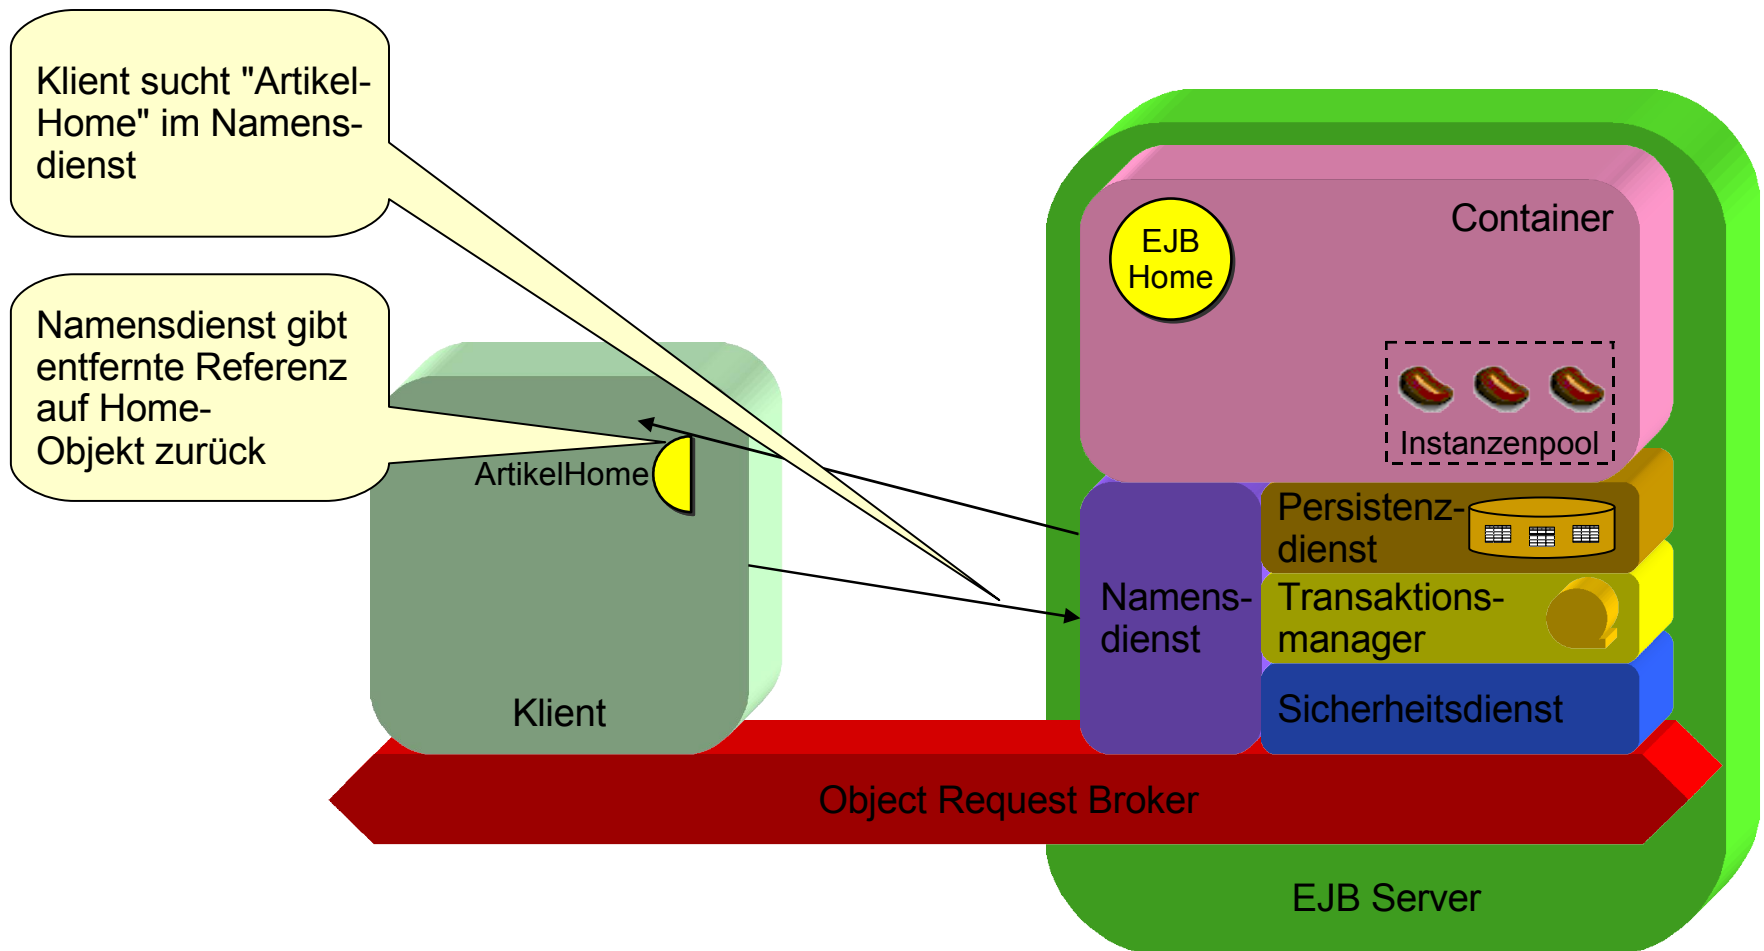 Klient sucht "Artikel-
Home" im Namens-
dienst
Namensdienst gibt
entfernte Referenz
auf Home-
Objekt zurück
ArtikelHome
Klient
EJB
Home
Container
Instanzenpool
Namens-
dienst
Persistenz-
dienst
Transaktions-
manager
Sicherheitsdienst
Object Request Broker
EJB Server